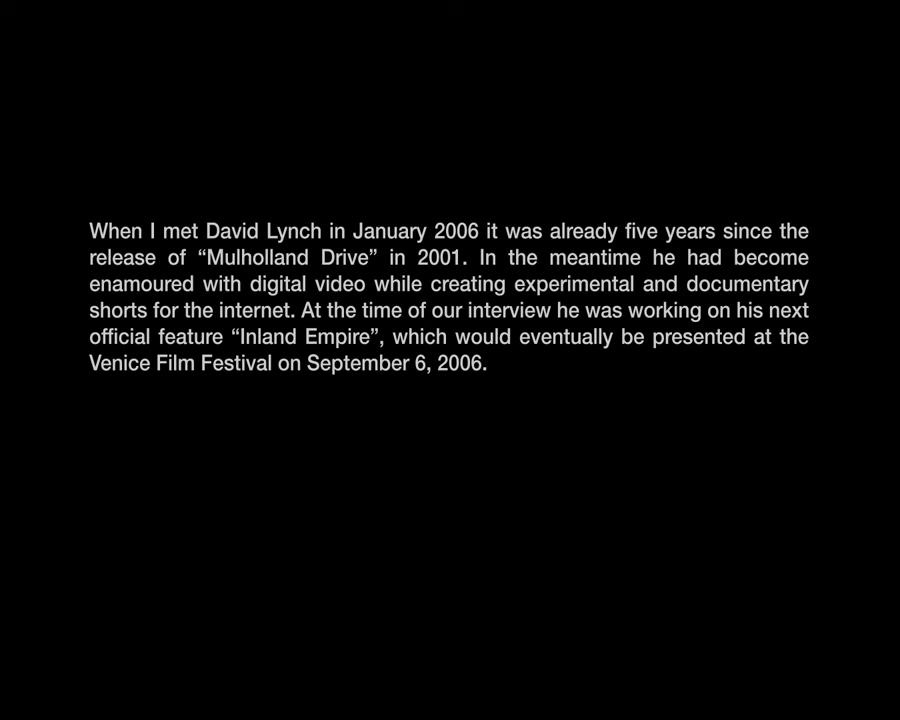 When I met David Lynch in January 2006 it was already five years since the
release of “Mulholland Drive” in 2001. In the meantime he had become
enamoured with digital video while creating experimental and documentary
shorts for the internet. At the time of our interview he was working on his next
official feature “Inland Empire”, which would eventually be presented at the
Venice Film Festival on September 6, 2006.